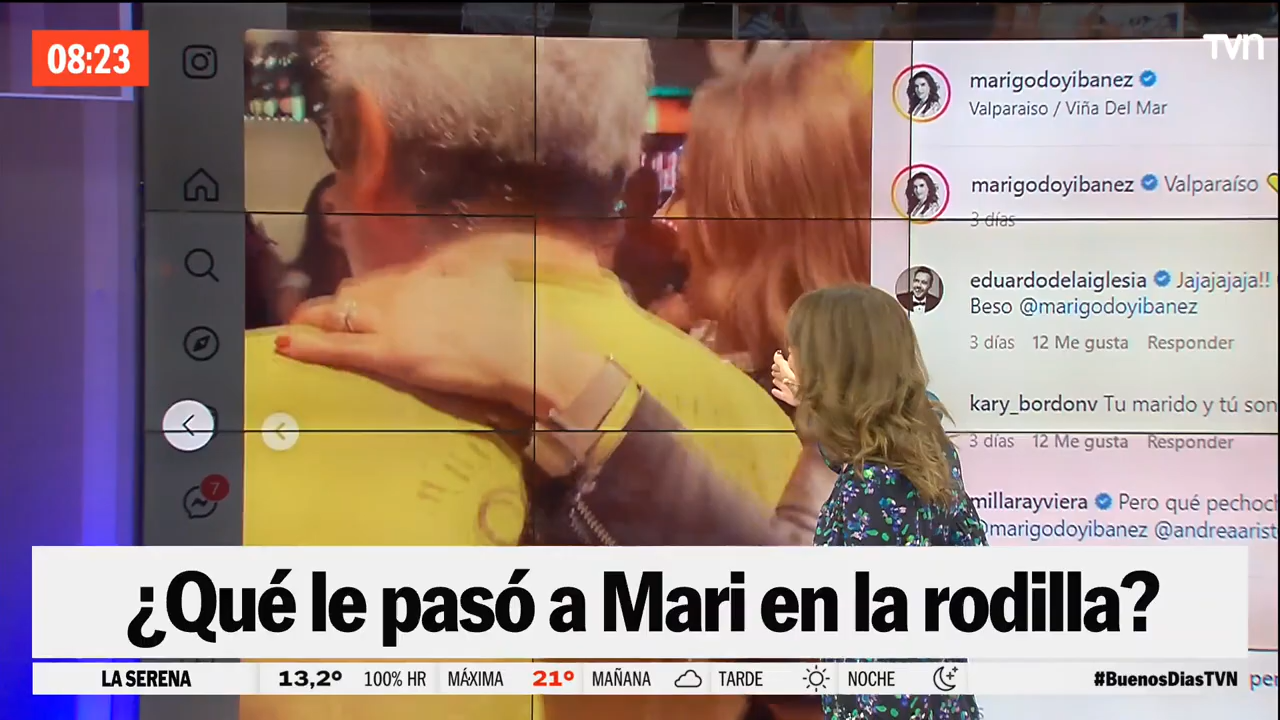 08:23
TVN
marigodoyibanez
Valparaiso / Viña Del Mar
marigodoyibanez Valparaíso
3 días
eduardodelaiglesia Jajajajaja!!
Beso @marigodoyibanez
3 días 12 Me gusta Responder
kary_bordonv Tu marido y tú son
3 días 12 Me gusta Responder
7
millarayviera Pero qué pechoch
@marigodoyibanez @andreaarist
¿Qué le pasó a Mari en la rodilla?
LA SERENA 13,2° 100% HR MÁXIMA 21° MAÑANA TARDE NOCHE #BuenosDiasTVN